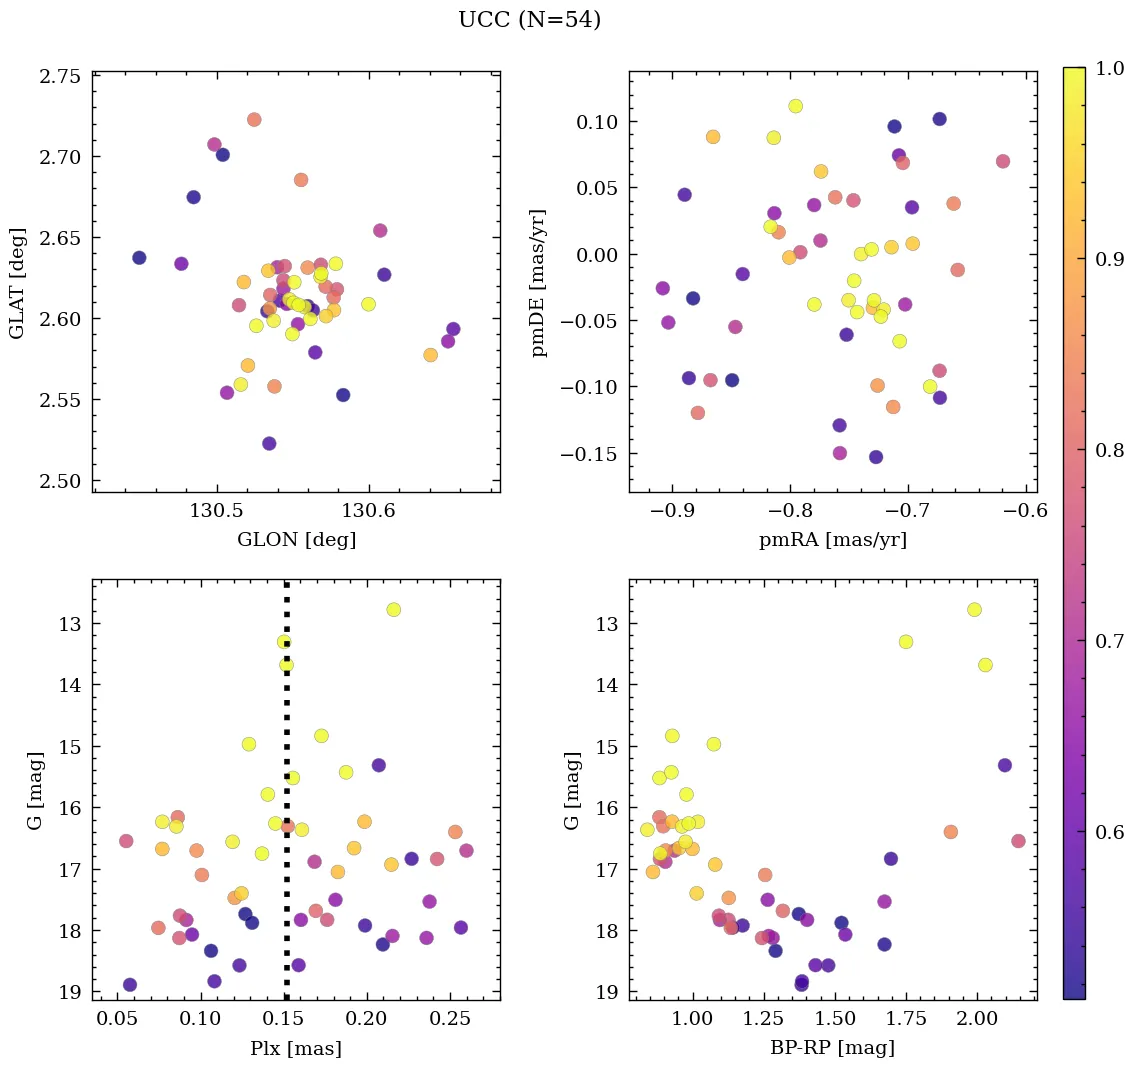 UCC (N=54)
2.75
2.70
2.65
2.60
2.55
2.50
GLAT [deg]
130.5 130.6
GLON [deg]
0.10
0.05
0.00
−0.05
−0.10
−0.15
pmDE [mas/yr]
−0.9 −0.8 −0.7 −0.6
pmRA [mas/yr]
1.0
0.9
0.8
0.7
0.6
13
14
15
16
17
18
19
G [mag]
0.05 0.10 0.15 0.20 0.25
Plx [mas]
13
14
15
16
17
18
19
G [mag]
1.00 1.25 1.50 1.75 2.00
BP-RP [mag]